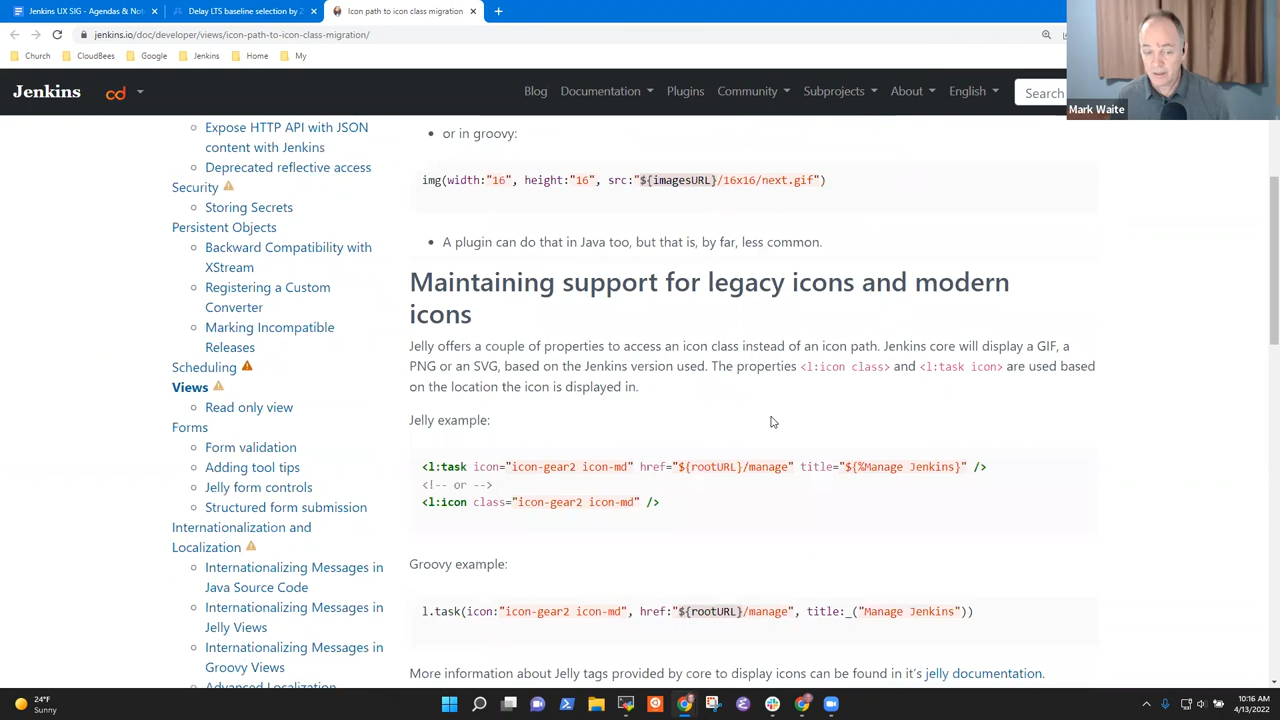 Jenkins UX SIG - Agendas & Not
Delay LTS baseline selection by 2
Icon path to icon class migration
jenkins.io/doc/developer/views/icon-path-to-icon-class-migration/
Church
CloudBees
Google
Jenkins
Home
My
Mark Waite
Jenkins
cd
Blog
Documentation
Plugins
Community
Subprojects
About
English
Search
Expose HTTP API with JSON
content with Jenkins
Deprecated reflective access
Security
Storing Secrets
Persistent Objects
Backward Compatibility with
XStream
Registering a Custom
Converter
Marking Incompatible
Releases
Scheduling
Views
Read only view
Forms
Form validation
Adding tool tips
Jelly form controls
Structured form submission
Internationalization and
Localization
Internationalizing Messages in
Java Source Code
Internationalizing Messages in
Jelly Views
Internationalizing Messages in
Groovy Views
Advanced Localization
or in groovy:
img(width:"16", height:"16", src:"${imagesURL}/16x16/next.gif")
A plugin can do that in Java too, but that is, by far, less common.
Maintaining support for legacy icons and modern
icons
Jelly offers a couple of properties to access an icon class instead of an icon path. Jenkins core will display a GIF, a
PNG or an SVG, based on the Jenkins version used. The properties <l:icon class> and <l:task icon> are used based
on the location the icon is displayed in.
Jelly example:
<l:task icon="icon-gear2 icon-md" href="${rootURL}/manage" title="${%Manage Jenkins}" />
<!-- or -->
<l:icon class="icon-gear2 icon-md" />
Groovy example:
l.task(icon:"icon-gear2 icon-md", href:"${rootURL}/manage", title:_("Manage Jenkins"))
More information about Jelly tags provided by core to display icons can be found in it's jelly documentation.
24°F
Sunny
10:16 AM
4/13/2022